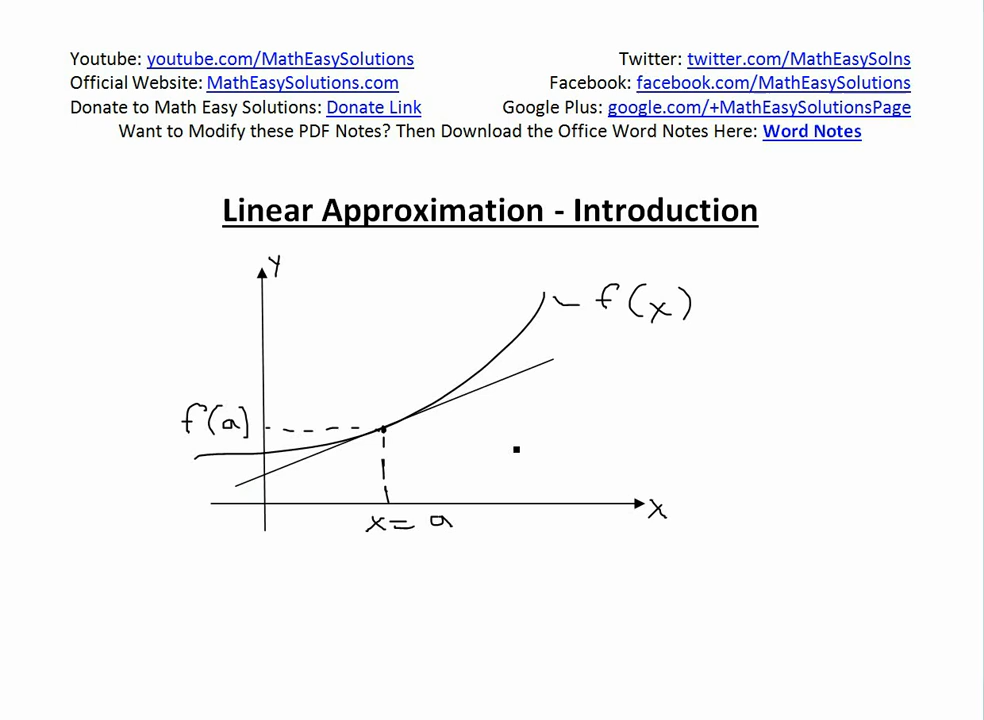 Youtube: youtube.com/MathEasySolutions Twitter: twitter.com/MathEasySolns
Official Website: MathEasySolutions.com Facebook: facebook.com/MathEasySolutions
Donate to Math Easy Solutions: Donate Link Google Plus: google.com/+MathEasySolutionsPage
Want to Modify these PDF Notes? Then Download the Office Word Notes Here: Word Notes
Linear Approximation - Introduction
y
f(x)
f(a)
x
x = a